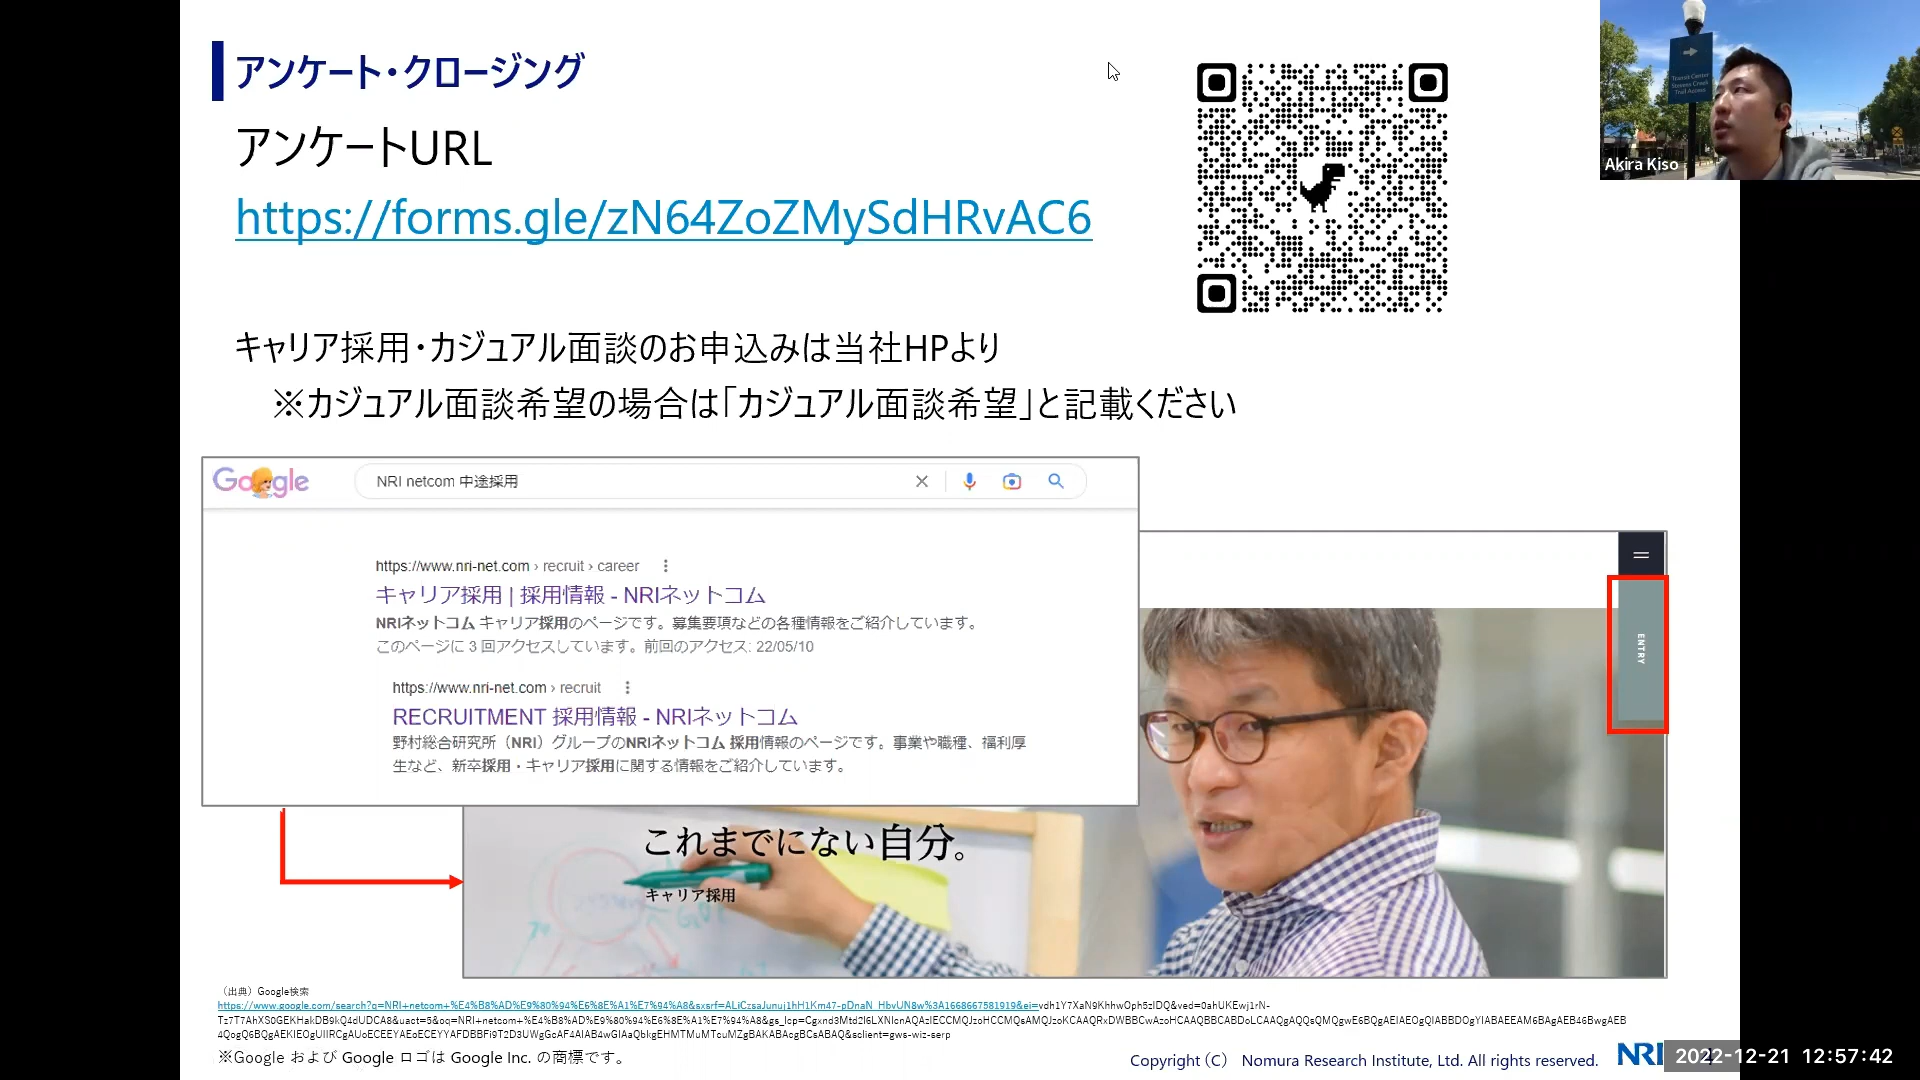 アンケート・クロージング
アンケートURL
https://forms.gle/zN64ZoZMySdHRvAC6
Akira Kiso
キャリア採用・カジュアル面談のお申込みは当社HPより
※カジュアル面談希望の場合は「カジュアル面談希望」と記載ください
Google
NRI netcom 中途採用
https://www.nri-net.com › recruit › career
キャリア採用 | 採用情報 - NRIネットコム
NRIネットコム キャリア採用のページです。募集要項などの各種情報をご紹介しています。
このページに 3 回アクセスしています。前回のアクセス: 22/05/10
https://www.nri-net.com › recruit
RECRUITMENT 採用情報 - NRIネットコム
野村総合研究所（NRI）グループのNRIネットコム 採用情報のページです。事業や職種、福利厚
生など、新卒採用・キャリア採用に関する情報をご紹介しています。
ENTRY
これまでにない自分。
キャリア採用
（出典）Google検索
※Google および Google ロゴは Google Inc. の商標です。
Copyright（C） Nomura Research Institute, Ltd. All rights reserved.
NRI
2022-12-21 12:57:42